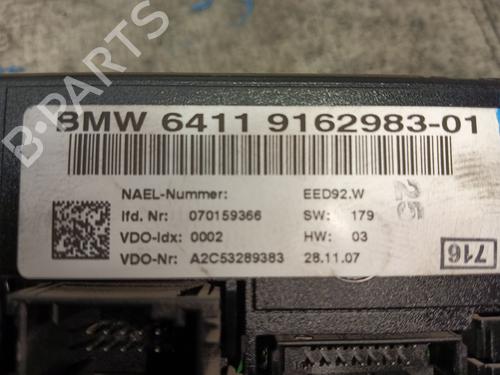 BMW 6411 9162983-01
NAEL-Nummer: EED92.W
lfd. Nr: 070159366 SW: 179
VDO-Idx: 0002 HW: 03
VDO-Nr: A2C53289383 28.11.07
25
716
B-PARTS